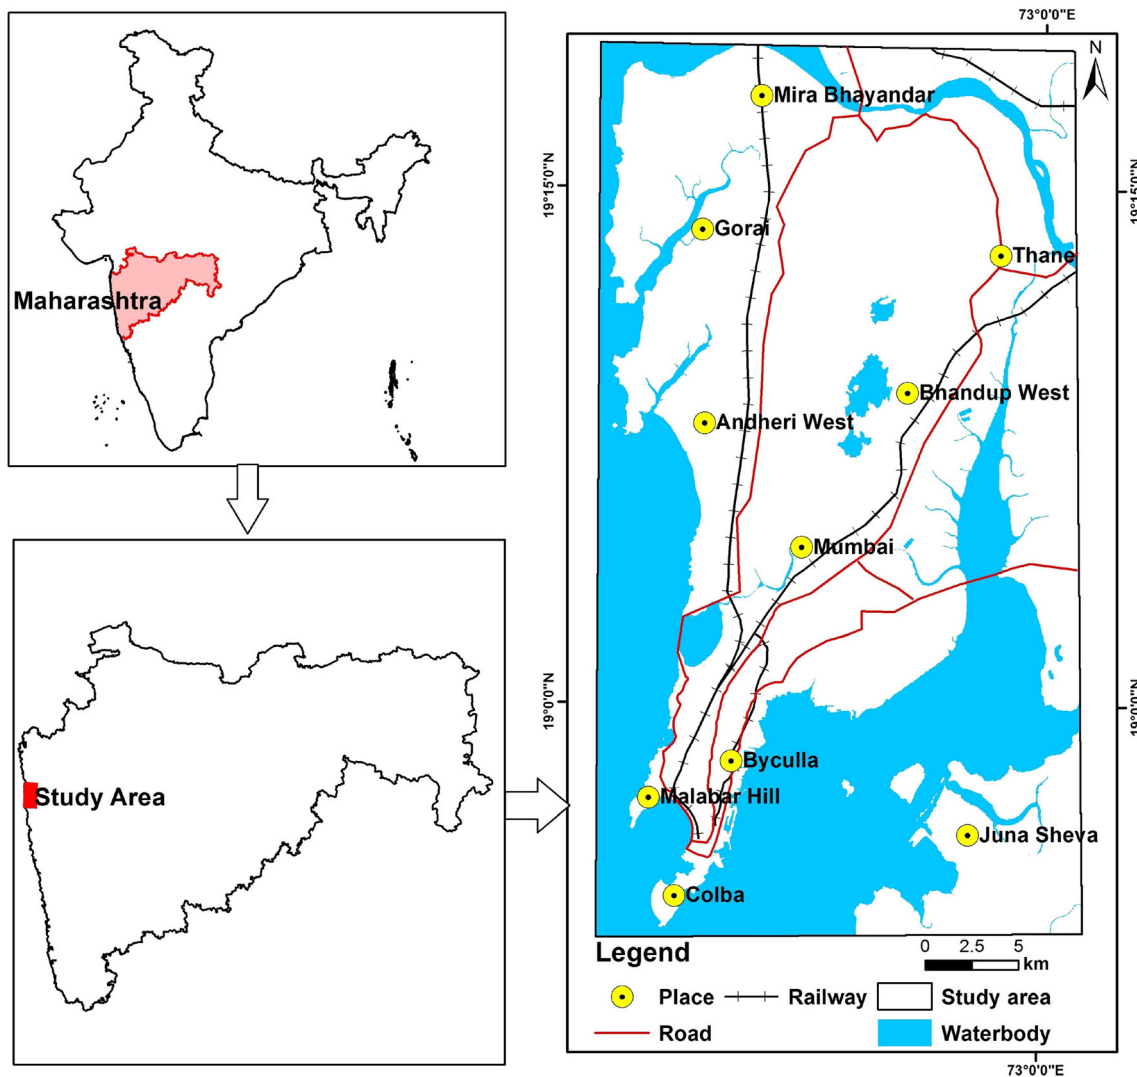 Maharashtra
Study Area
73°0'0"E
N
19°15'0"N
19°15'0"N
Mira Bhayandar
Gorai
Thane
Bhandup West
Andheri West
Mumbai
19°0'0"N
19°0'0"N
Byculla
Malabar Hill
Juna Sheva
Colba
Legend
0 2.5 5
km
Place
Railway
Study area
Road
Waterbody
73°0'0"E